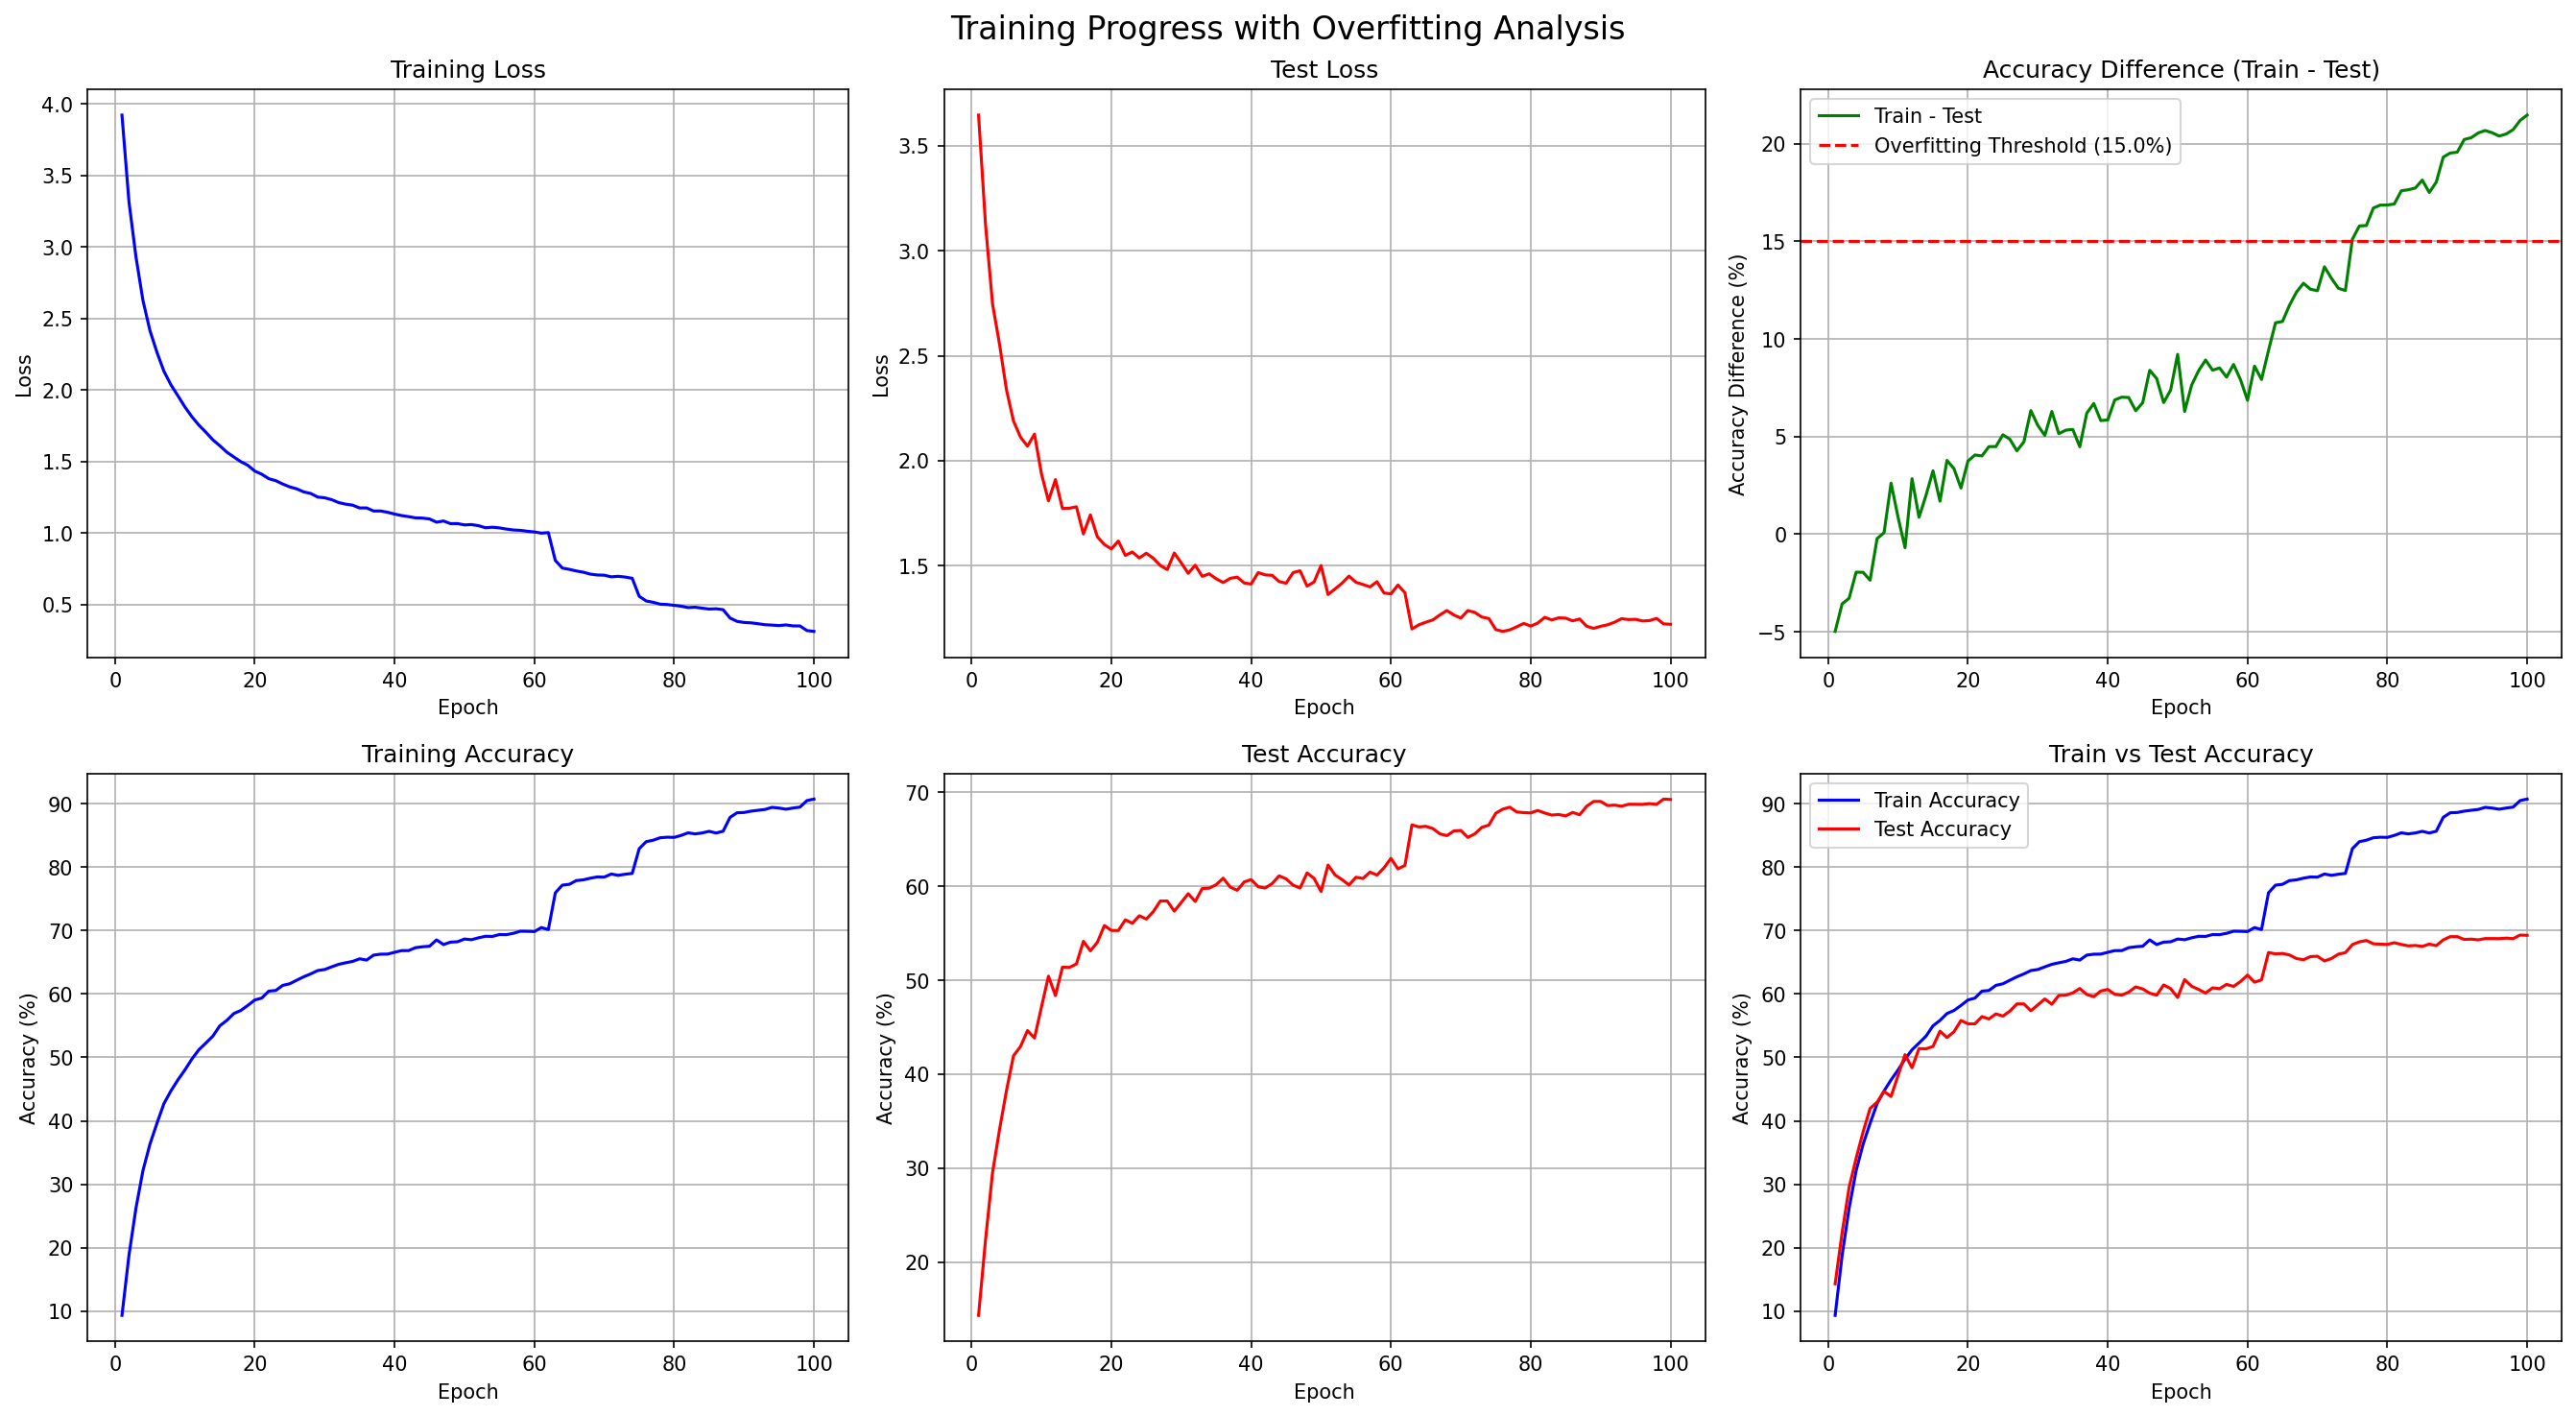 Training Progress with Overfitting Analysis
Training Loss
4.0
3.5
3.0
2.5
2.0
1.5
1.0
0.5
Loss
0 20 40 60 80 100
Epoch
Test Loss
3.5
3.0
2.5
2.0
1.5
Loss
0 20 40 60 80 100
Epoch
Accuracy Difference (Train - Test)
Train - Test
Overfitting Threshold (15.0%)
20
15
10
5
0
−5
Accuracy Difference (%)
0 20 40 60 80 100
Epoch
Training Accuracy
90
80
70
60
50
40
30
20
10
Accuracy (%)
0 20 40 60 80 100
Epoch
Test Accuracy
70
60
50
40
30
20
Accuracy (%)
0 20 40 60 80 100
Epoch
Train vs Test Accuracy
Train Accuracy
Test Accuracy
90
80
70
60
50
40
30
20
10
Accuracy (%)
0 20 40 60 80 100
Epoch